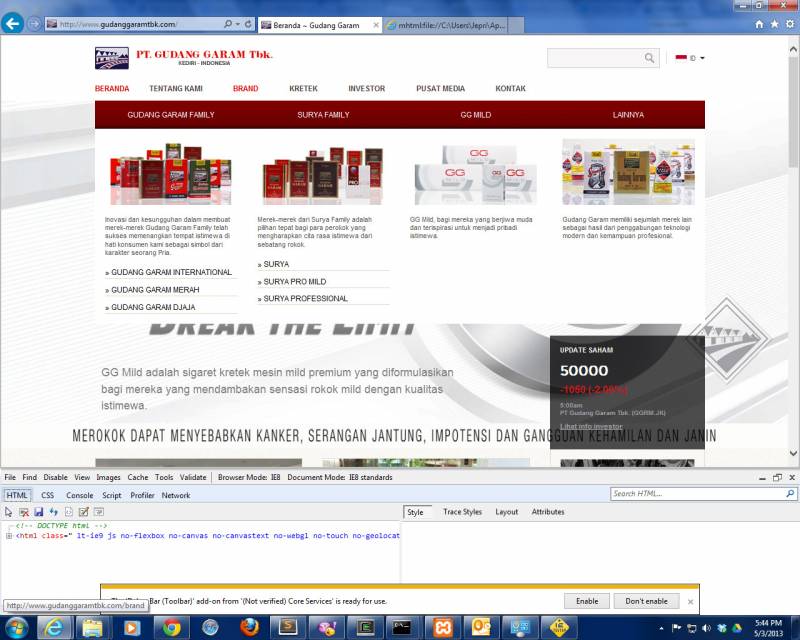 http://www.gudanggaramtbk.com/
Beranda ~ Gudang Garam
mhtml:file://C:\Users\Jepri\Ap...
PT. GUDANG GARAM Tbk.
KEDIRI - INDONESIA
ID
BERANDA TENTANG KAMI BRAND KRETEK INVESTOR PUSAT MEDIA KONTAK
GUDANG GARAM FAMILY SURYA FAMILY GG MILD LAINNYA
GG GG
Inovasi dan kesungguhan dalam membuat
merek-merek Gudang Garam Family telah
sukses memenangkan tempat istimewa di
hati konsumen kami sebagai simbol dari
karakter seorang Pria.
» GUDANG GARAM INTERNATIONAL
» GUDANG GARAM MERAH
» GUDANG GARAM DJAJA
Merek-merek dari Surya Family adalah
pilihan tepat bagi para perokok yang
mengharapkan cita rasa istimewa dari
sebatang rokok.
» SURYA
» SURYA PRO MILD
» SURYA PROFESSIONAL
GG Mild, bagi mereka yang berjiwa muda
dan terispirasi untuk menjadi pribadi
istimewa.
Gudang Garam memiliki sejumlah merek lain
sebagai hasil dari penggabungan teknologi
modern dan kemampuan profesional.
BREAK THE LIMIT
GG Mild adalah sigaret kretek mesin mild premium yang diformulasikan
bagi mereka yang mendambakan sensasi rokok mild dengan kualitas
istimewa.
UPDATE SAHAM
50000
-1050 (-2.06%)
5:00am
PT Gudang Garam Tbk. (GGRM.JK)
Lihat info investor
MEROKOK DAPAT MENYEBABKAN KANKER, SERANGAN JANTUNG, IMPOTENSI DAN GANGGUAN KEHAMILAN DAN JANIN
File Find Disable View Images Cache Tools Validate Browser Mode: IE8 Document Mode: IE8 standards
HTML CSS Console Script Profiler Network
Search HTML...
Style Trace Styles Layout Attributes
<!-- DOCTYPE html -->
<html class=" lt-ie9 js no-flexbox no-canvas no-canvastext no-webgl no-touch no-geolocat
Bar (Toolbar)' add-on from '(Not verified) Core Services' is ready for use.
Enable Don't enable
http://www.gudanggaramtbk.com/brand
5:44 PM
5/3/2013